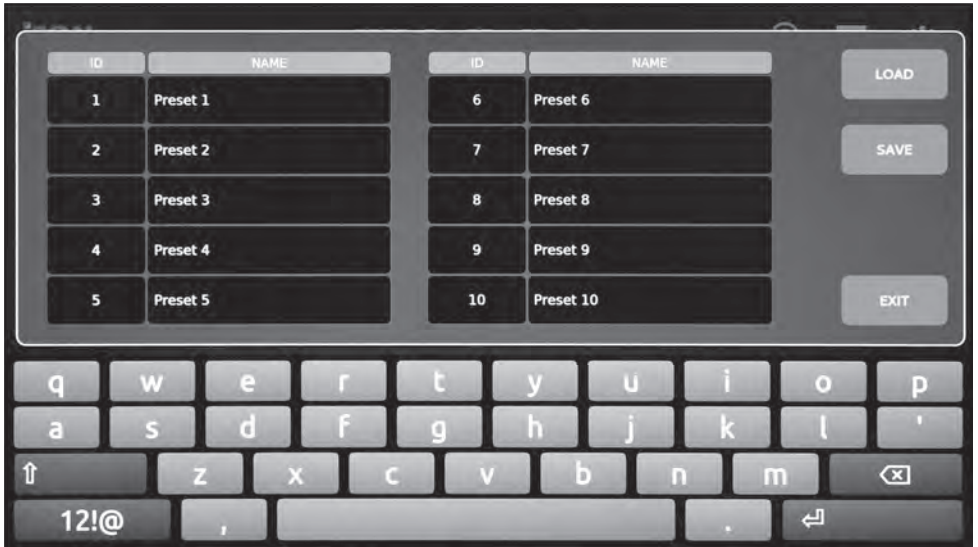 ID NAME ID NAME LOAD
1 Preset 1 6 Preset 6
2 Preset 2 7 Preset 7 SAVE
3 Preset 3 8 Preset 8
4 Preset 4 9 Preset 9
5 Preset 5 10 Preset 10 EXIT
q w e r t y u i o p
a s d f g h j k l '
z x c v b n m
12!@ , .